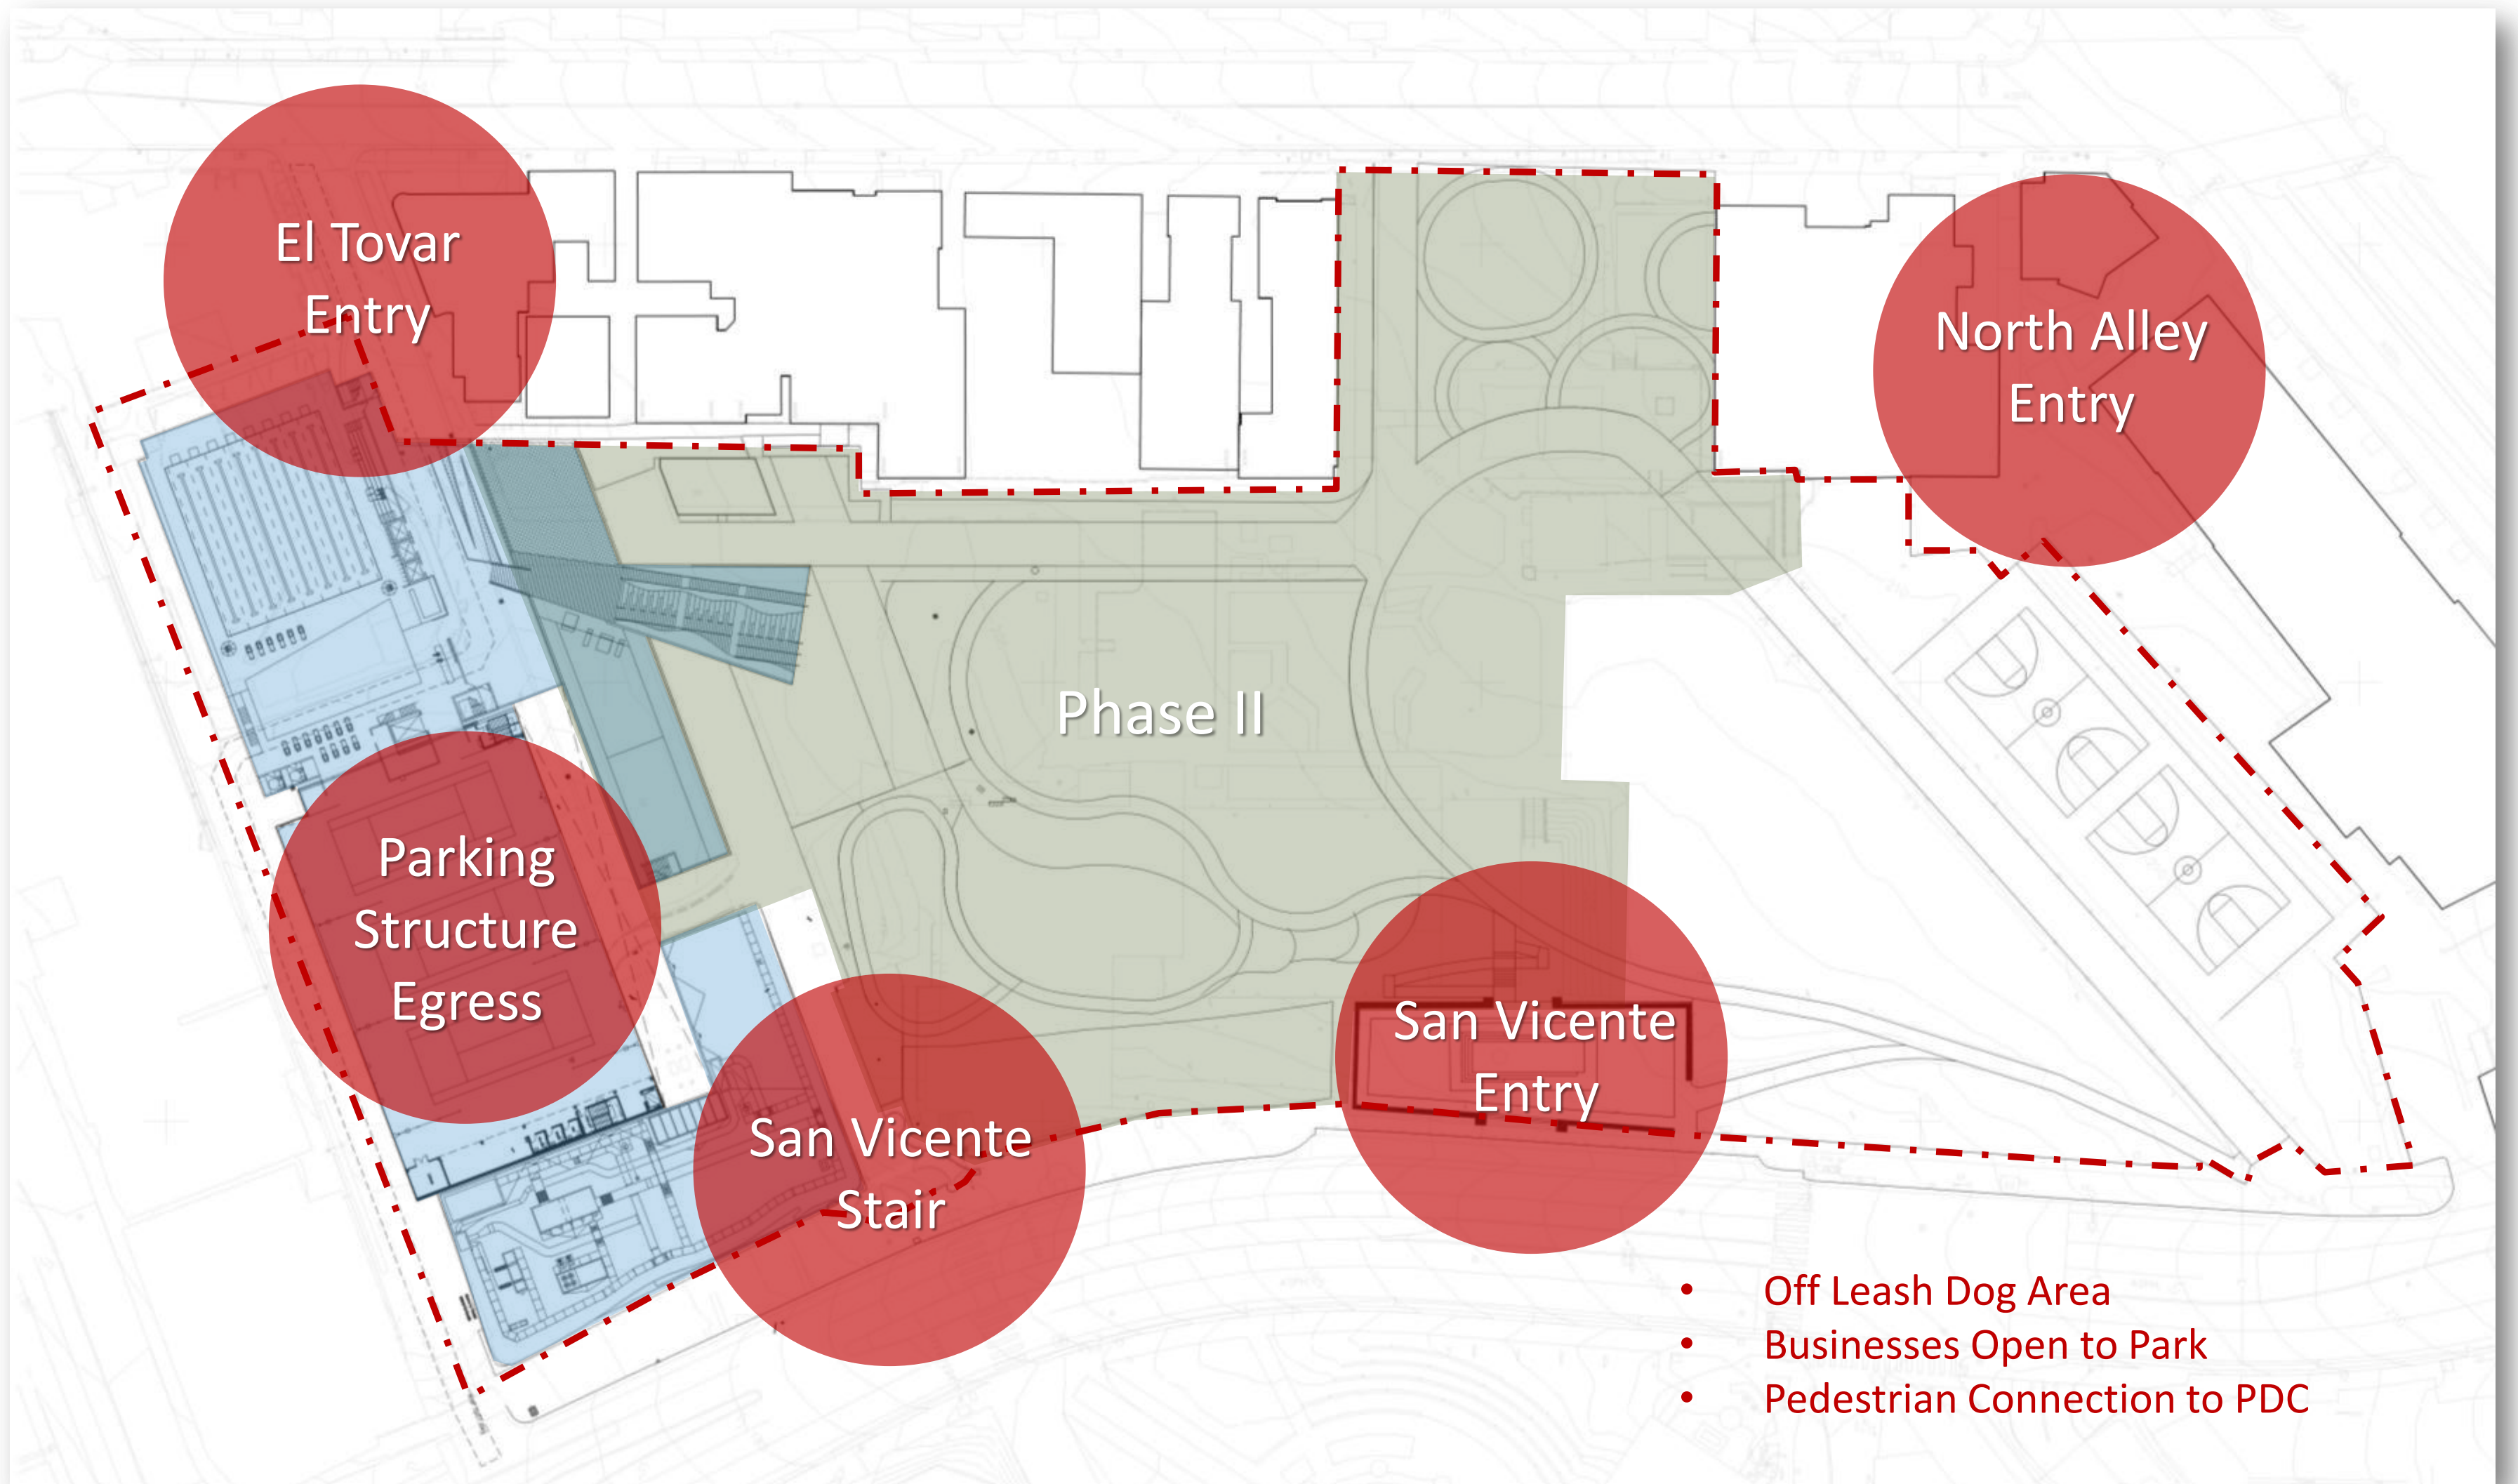 El Tovar
Entry
North Alley
Entry
Phase II
Parking
Structure
Egress
San Vicente
Entry
San Vicente
Stair
• Off Leash Dog Area
• Businesses Open to Park
• Pedestrian Connection to PDC